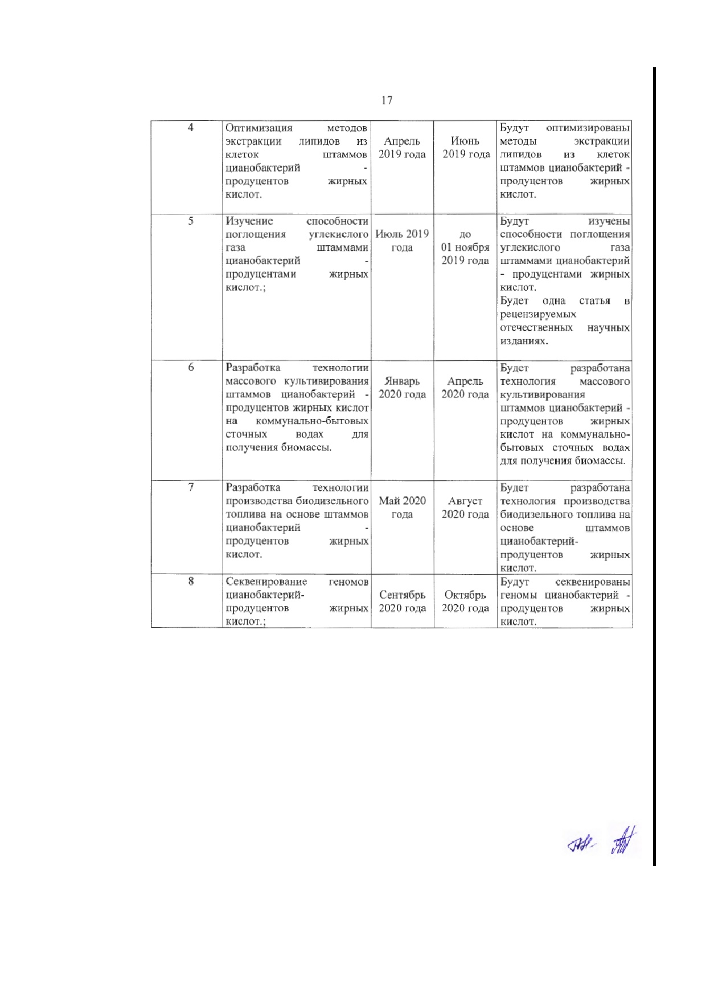 17
4
Оптимизация методов
экстракции липидов из
клеток штаммов
цианобактерий -
продуцентов жирных
кислот.
Апрель
2019 года
Июнь
2019 года
Будут оптимизированы
методы экстракции
липидов из клеток
штаммов цианобактерий -
продуцентов жирных
кислот.
5
Изучение способности
поглощения углекислого
газа штаммами
цианобактерий -
продуцентами жирных
кислот.;
Июль 2019
года
до
01 ноября
2019 года
Будут изучены
способности поглощения
углекислого газа
штаммами цианобактерий
- продуцентами жирных
кислот.
Будет одна статья в
рецензируемых
отечественных научных
изданиях.
6
Разработка технологии
массового культивирования
штаммов цианобактерий -
продуцентов жирных кислот
на коммунально-бытовых
сточных водах для
получения биомассы.
Январь
2020 года
Апрель
2020 года
Будет разработана
технология массового
культивирования
штаммов цианобактерий -
продуцентов жирных
кислот на коммунально-
бытовых сточных водах
для получения биомассы.
7
Разработка технологии
производства биодизельного
топлива на основе штаммов
цианобактерий -
продуцентов жирных
кислот.
Май 2020
года
Август
2020 года
Будет разработана
технология производства
биодизельного топлива на
основе штаммов
цианобактерий-
продуцентов жирных
кислот.
8
Секвенирование геномов
цианобактерий-
продуцентов жирных
кислот.;
Сентябрь
2020 года
Октябрь
2020 года
Будут секвенированы
геномы цианобактерий -
продуцентов жирных
кислот.